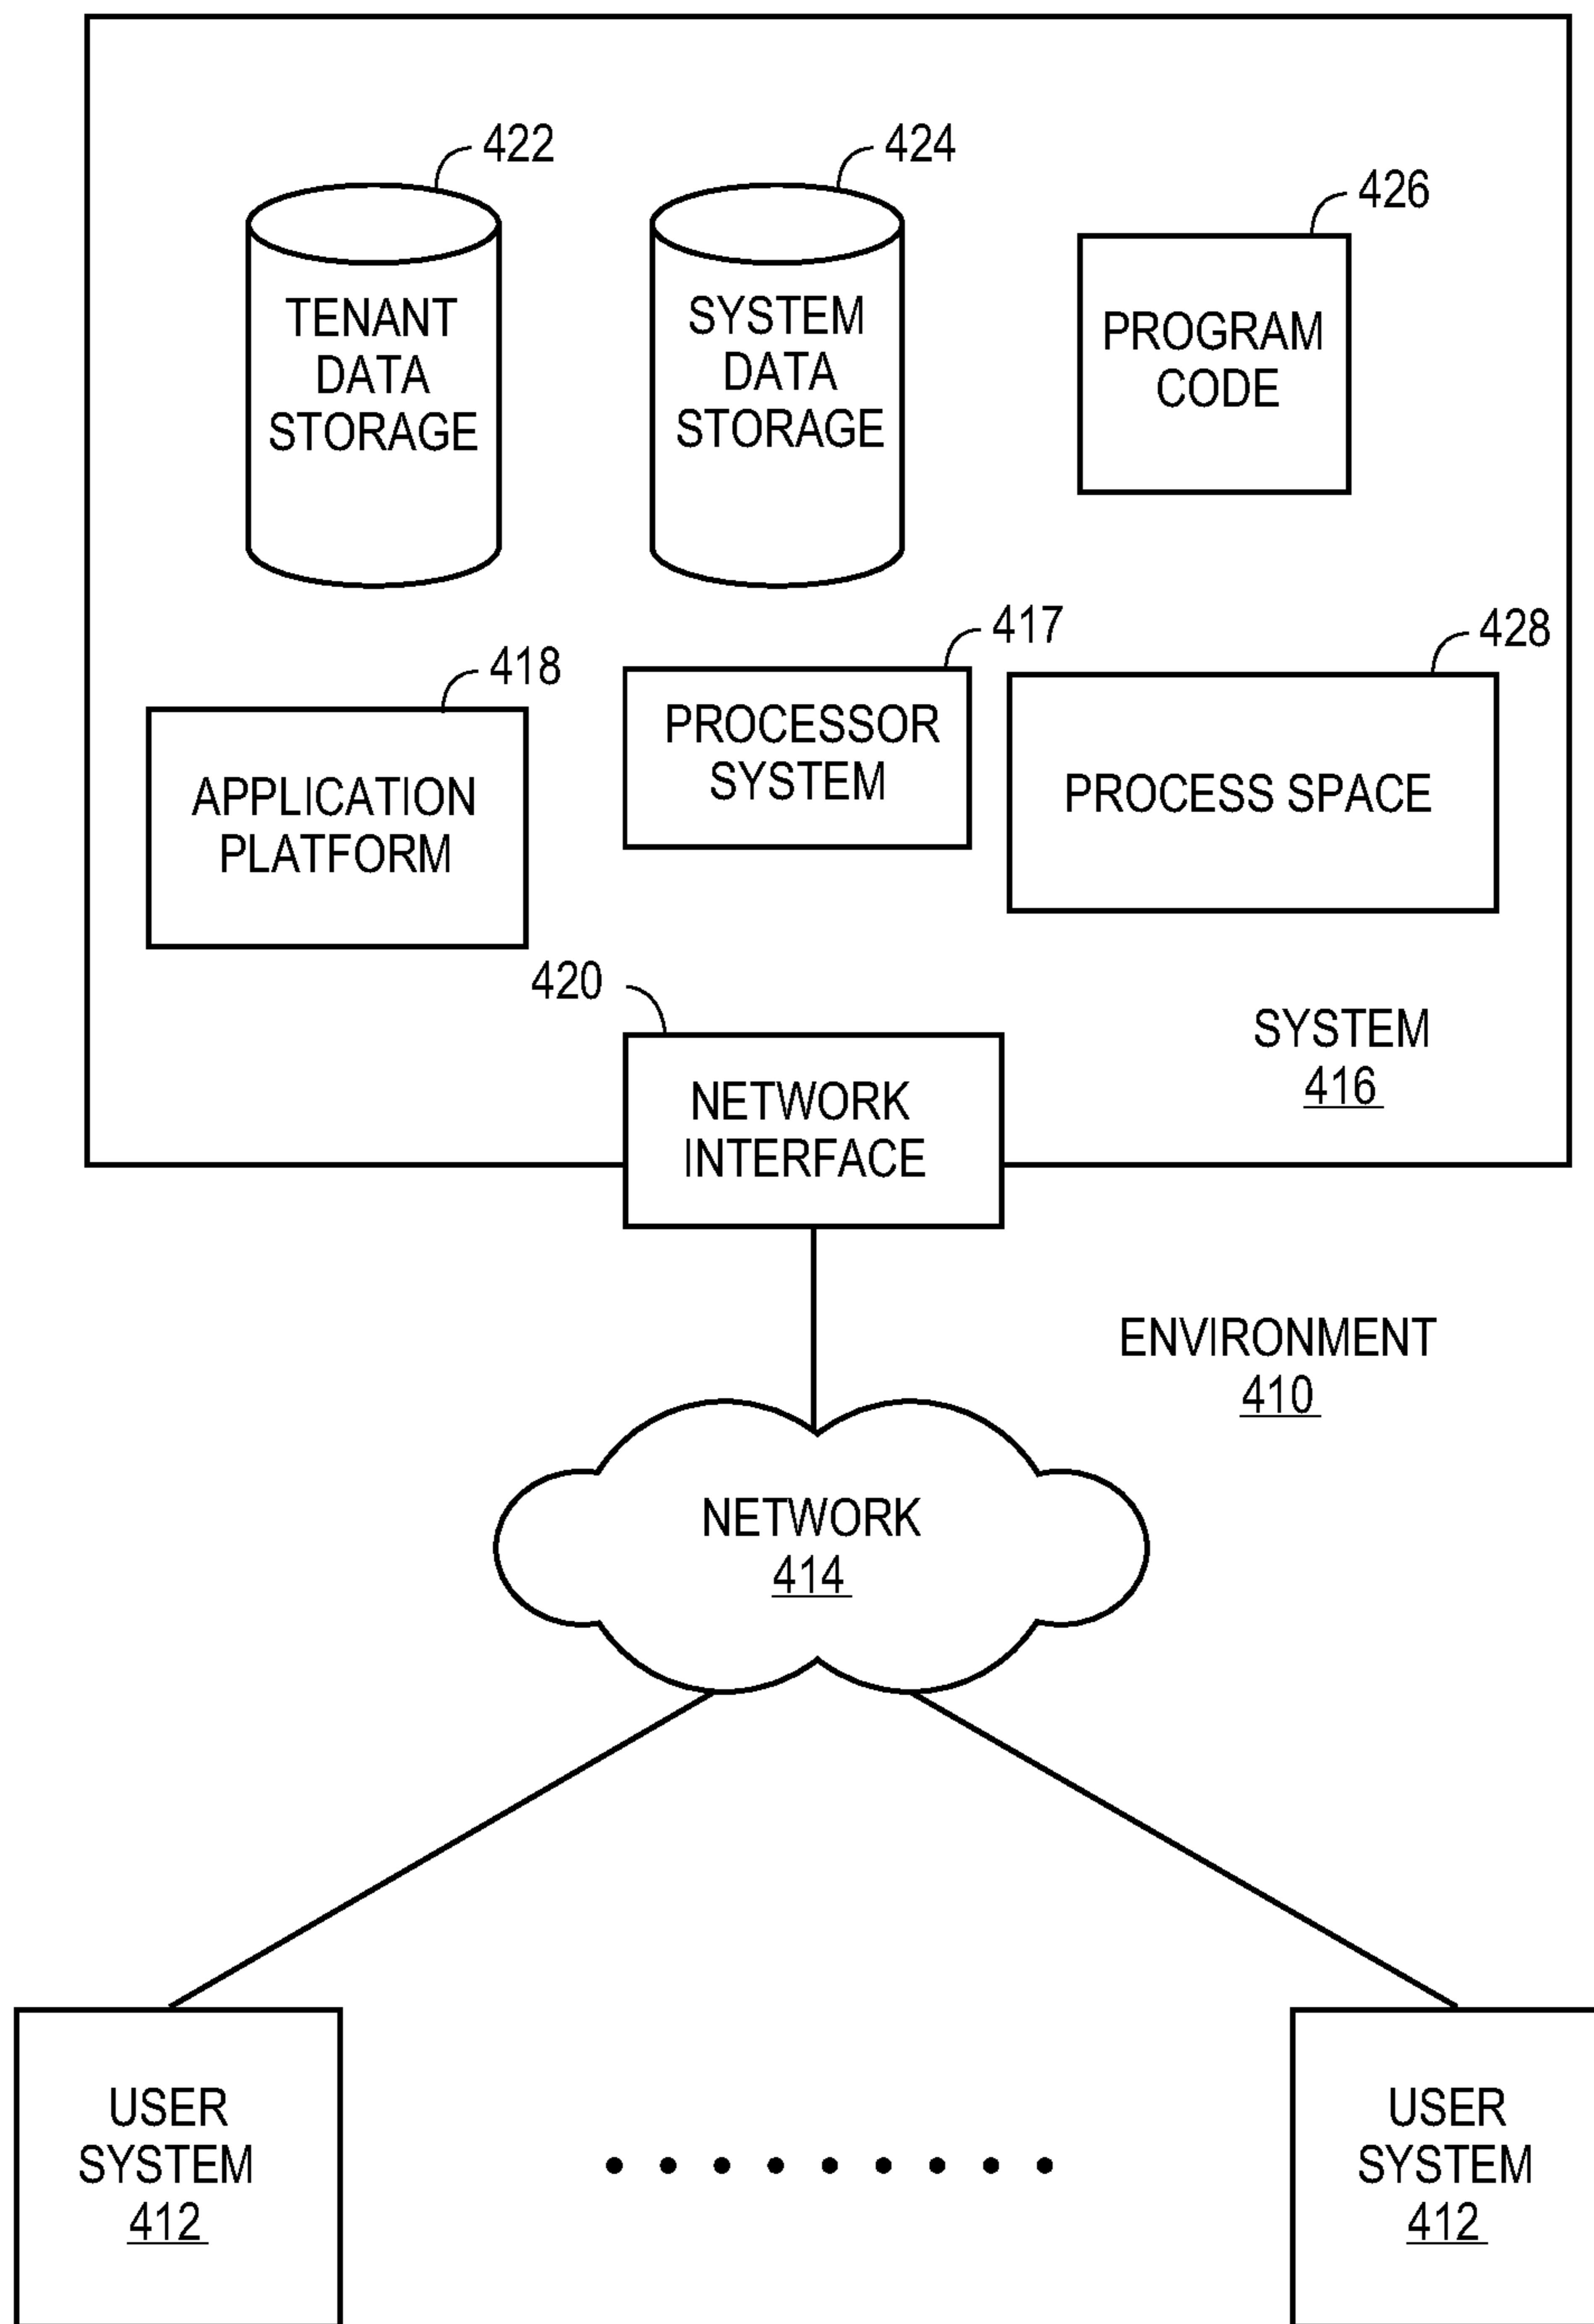 422
424
426
TENANT
DATA
STORAGE
SYSTEM
DATA
STORAGE
PROGRAM
CODE
418
417
428
APPLICATION
PLATFORM
PROCESSOR
SYSTEM
PROCESS SPACE
420
NETWORK
INTERFACE
SYSTEM
416
ENVIRONMENT
410
NETWORK
414
USER
SYSTEM
412
USER
SYSTEM
412